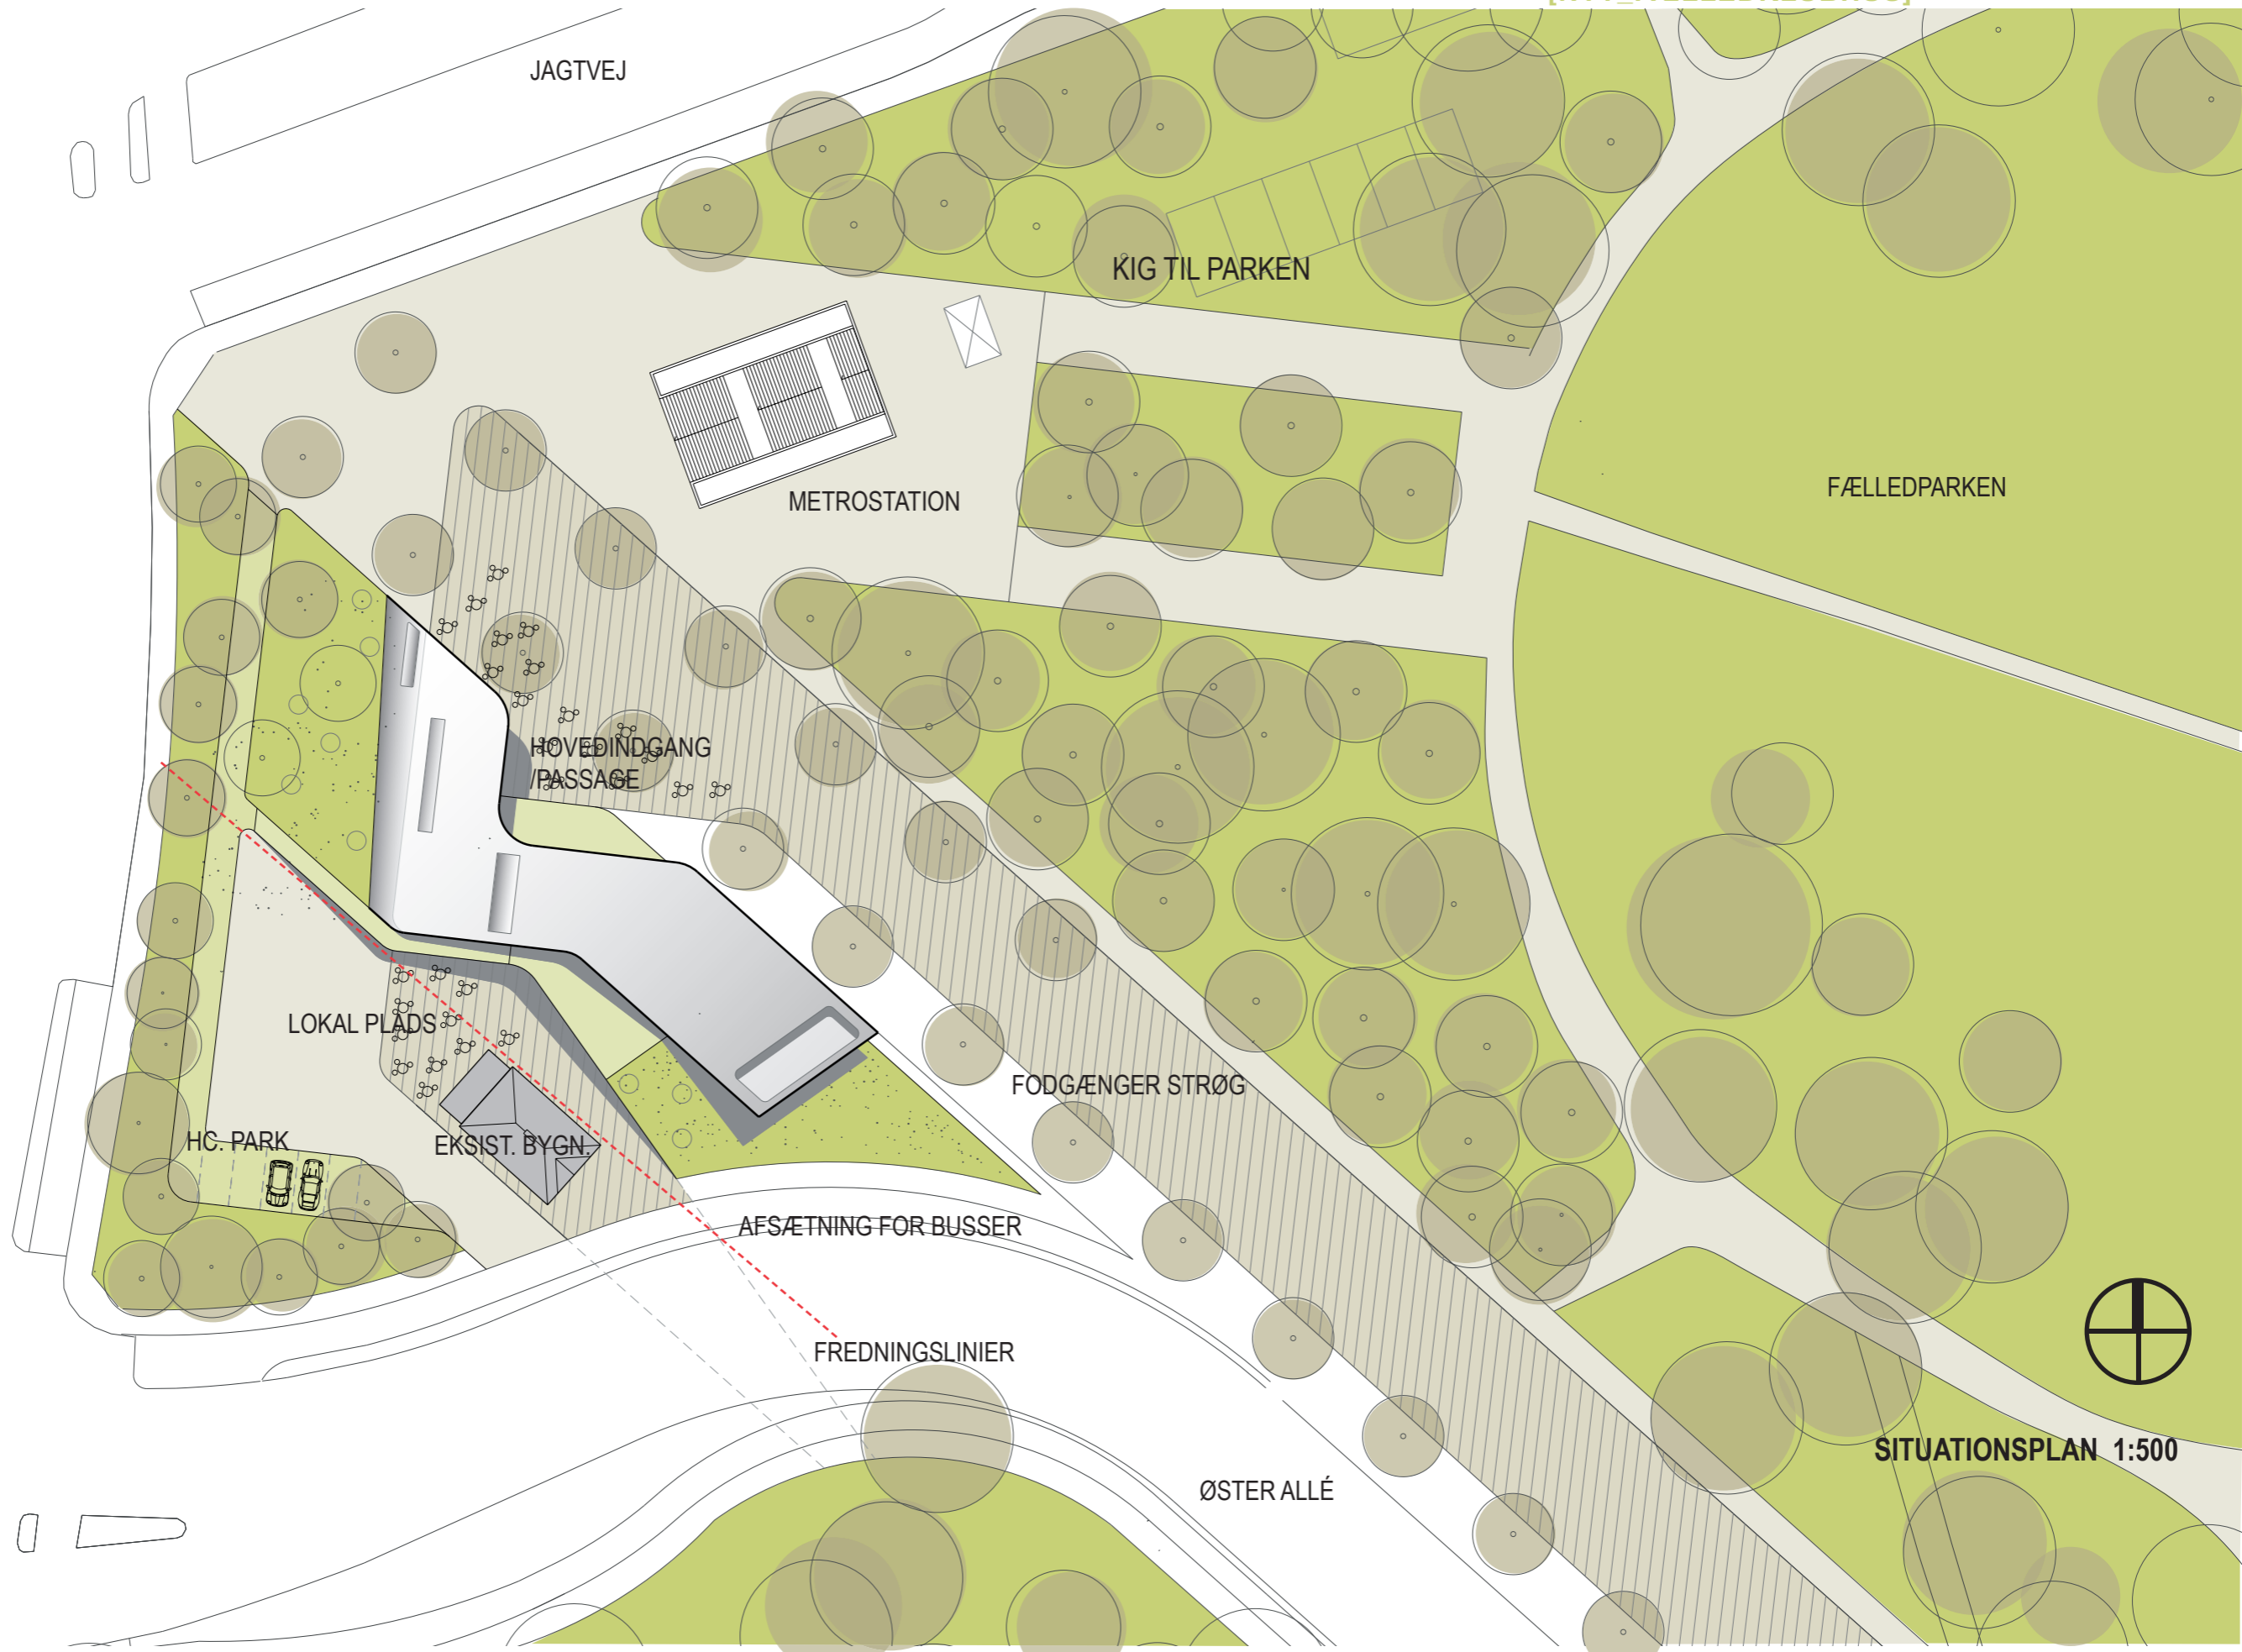 JAGTVEJ
KIG TIL PARKEN
METROSTATION
FÆLLEDPARKEN
HOVEDINDGANG
/PASSAGE
LOKAL PLADS
FODGÆNGER STRØG
HC. PARK
EKSIST. BYGN.
AFSÆTNING FOR BUSSER
FREDNINGSLINIER
SITUATIONSPLAN 1:500
ØSTER ALLÉ